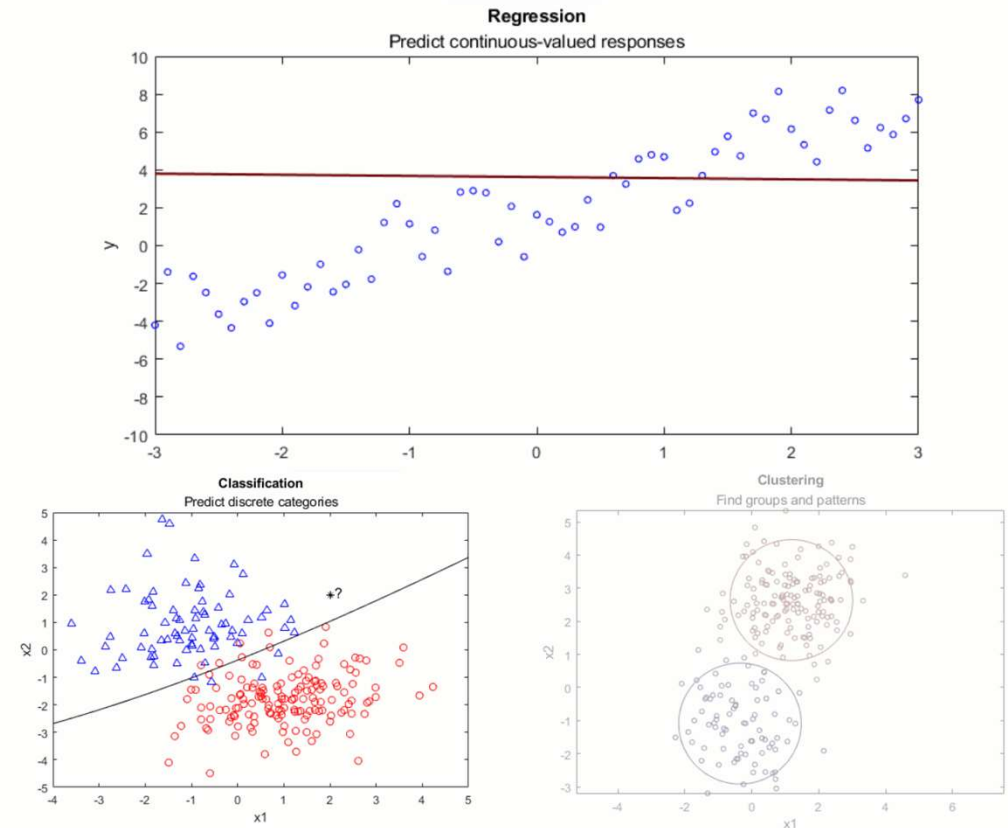 Regression
Predict continuous-valued responses
10
8
6
4
2
0
-2
-4
-6
-8
-10
y
-3 -2 -1 0 1 2 3
Classification
Predict discrete categories
5
4
3
2
1
0
-1
-2
-3
-4
-5
x2
*?
-4 -3 -2 -1 0 1 2 3 4 5
x1
Clustering
Find groups and patterns
5
4
3
2
1
0
-1
-2
-3
x2
-4 -2 0 2 4 6
x1